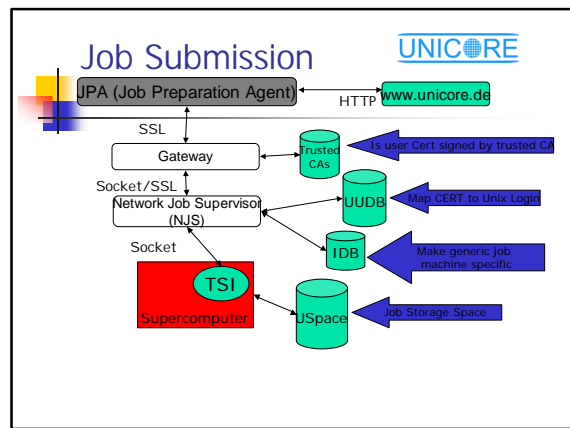 Job Submission
UNICORE
JPA (Job Preparation Agent)
HTTP
www.unicore.de
SSL
Gateway
Trusted
CAs
Is user Cert signed by trusted CA
Socket/SSL
Network Job Supervisor
(NJS)
UUDB
Map CERT to Unix Login
IDB
Make generic job
machine specific
Socket
TSI
Supercomputer
USpace
Job Storage Space